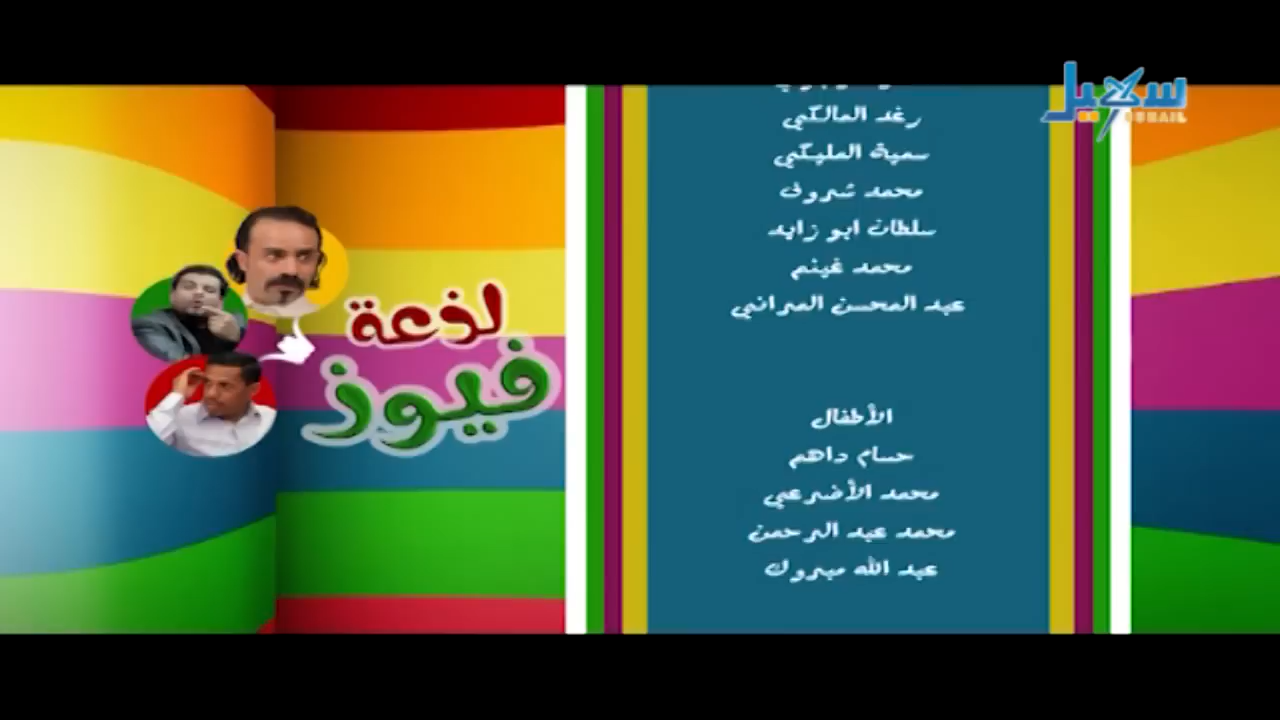 سهيل
SUHAIL
لذعة
فيوز
رغد المالكي
سمية المليكي
محمد شروف
سلطان ابو زايد
محمد غينم
عبد المحسن المراني
الأطفال
حسام داهم
محمد الأضرعي
محمد عبد الرحمن
عبد الله مبروك